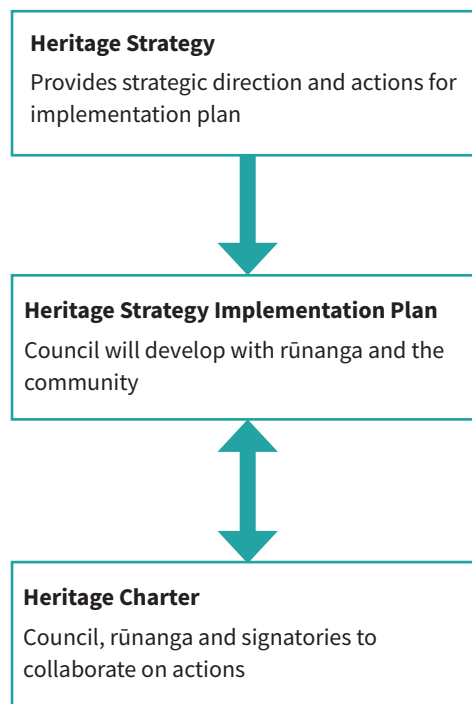 Heritage Strategy
Provides strategic direction and actions for
implementation plan
Heritage Strategy Implementation Plan
Council will develop with rūnanga and the
community
Heritage Charter
Council, rūnanga and signatories to
collaborate on actions